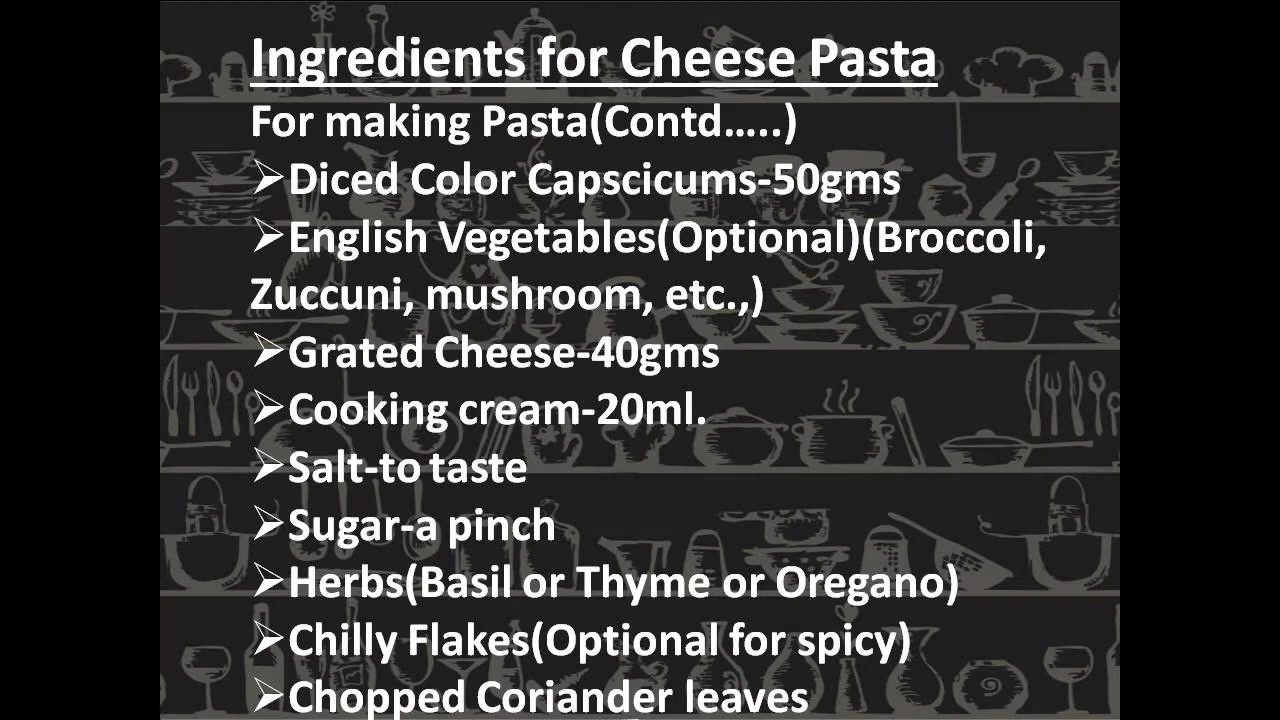 Ingredients for Cheese Pasta
For making Pasta(Contd…..)
➢Diced Color Capscicums-50gms
➢English Vegetables(Optional)(Broccoli,
Zuccuni, mushroom, etc.,)
➢Grated Cheese-40gms
➢Cooking cream-20ml.
➢Salt-to taste
➢Sugar-a pinch
➢Herbs(Basil or Thyme or Oregano)
➢Chilly Flakes(Optional for spicy)
➢Chopped Coriander leaves